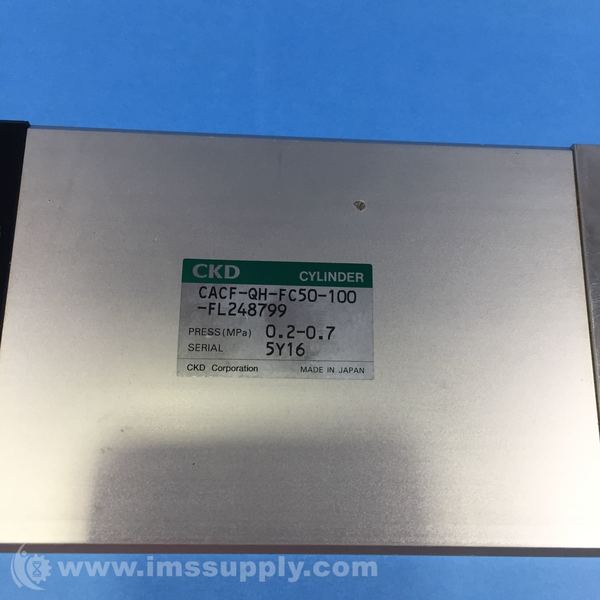 CKD CYLINDER
CACF-QH-FC50-100
-FL248799
PRESS(MPa) 0.2-0.7
SERIAL 5Y16
CKD Corporation MADE IN JAPAN
www.imssupply.com